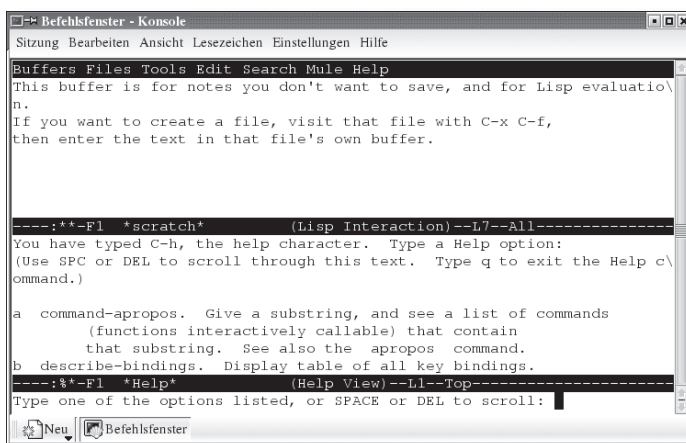 Befehlsfenster - Konsole
Sitzung Bearbeiten Ansicht Lesezeichen Einstellungen Hilfe
Buffers Files Tools Edit Search Mule Help
This buffer is for notes you don't want to save, and for Lisp evaluatio\
n.
If you want to create a file, visit that file with C-x C-f,
then enter the text in that file's own buffer.
----:**-F1  *scratch*          (Lisp Interaction)--L7--All---------------
You have typed C-h, the help character.  Type a Help option:
(Use SPC or DEL to scroll through this text.  Type q to exit the Help c\
ommand.)
a  command-apropos.  Give a substring, and see a list of commands
        (functions interactively callable) that contain
        that substring.  See also the  apropos  command.
b  describe-bindings.  Display table of all key bindings.
----:%*-F1  *Help*             (Help View)--L1--Top----------------------
Type one of the options listed, or SPACE or DEL to scroll:
Neu Befehlsfenster